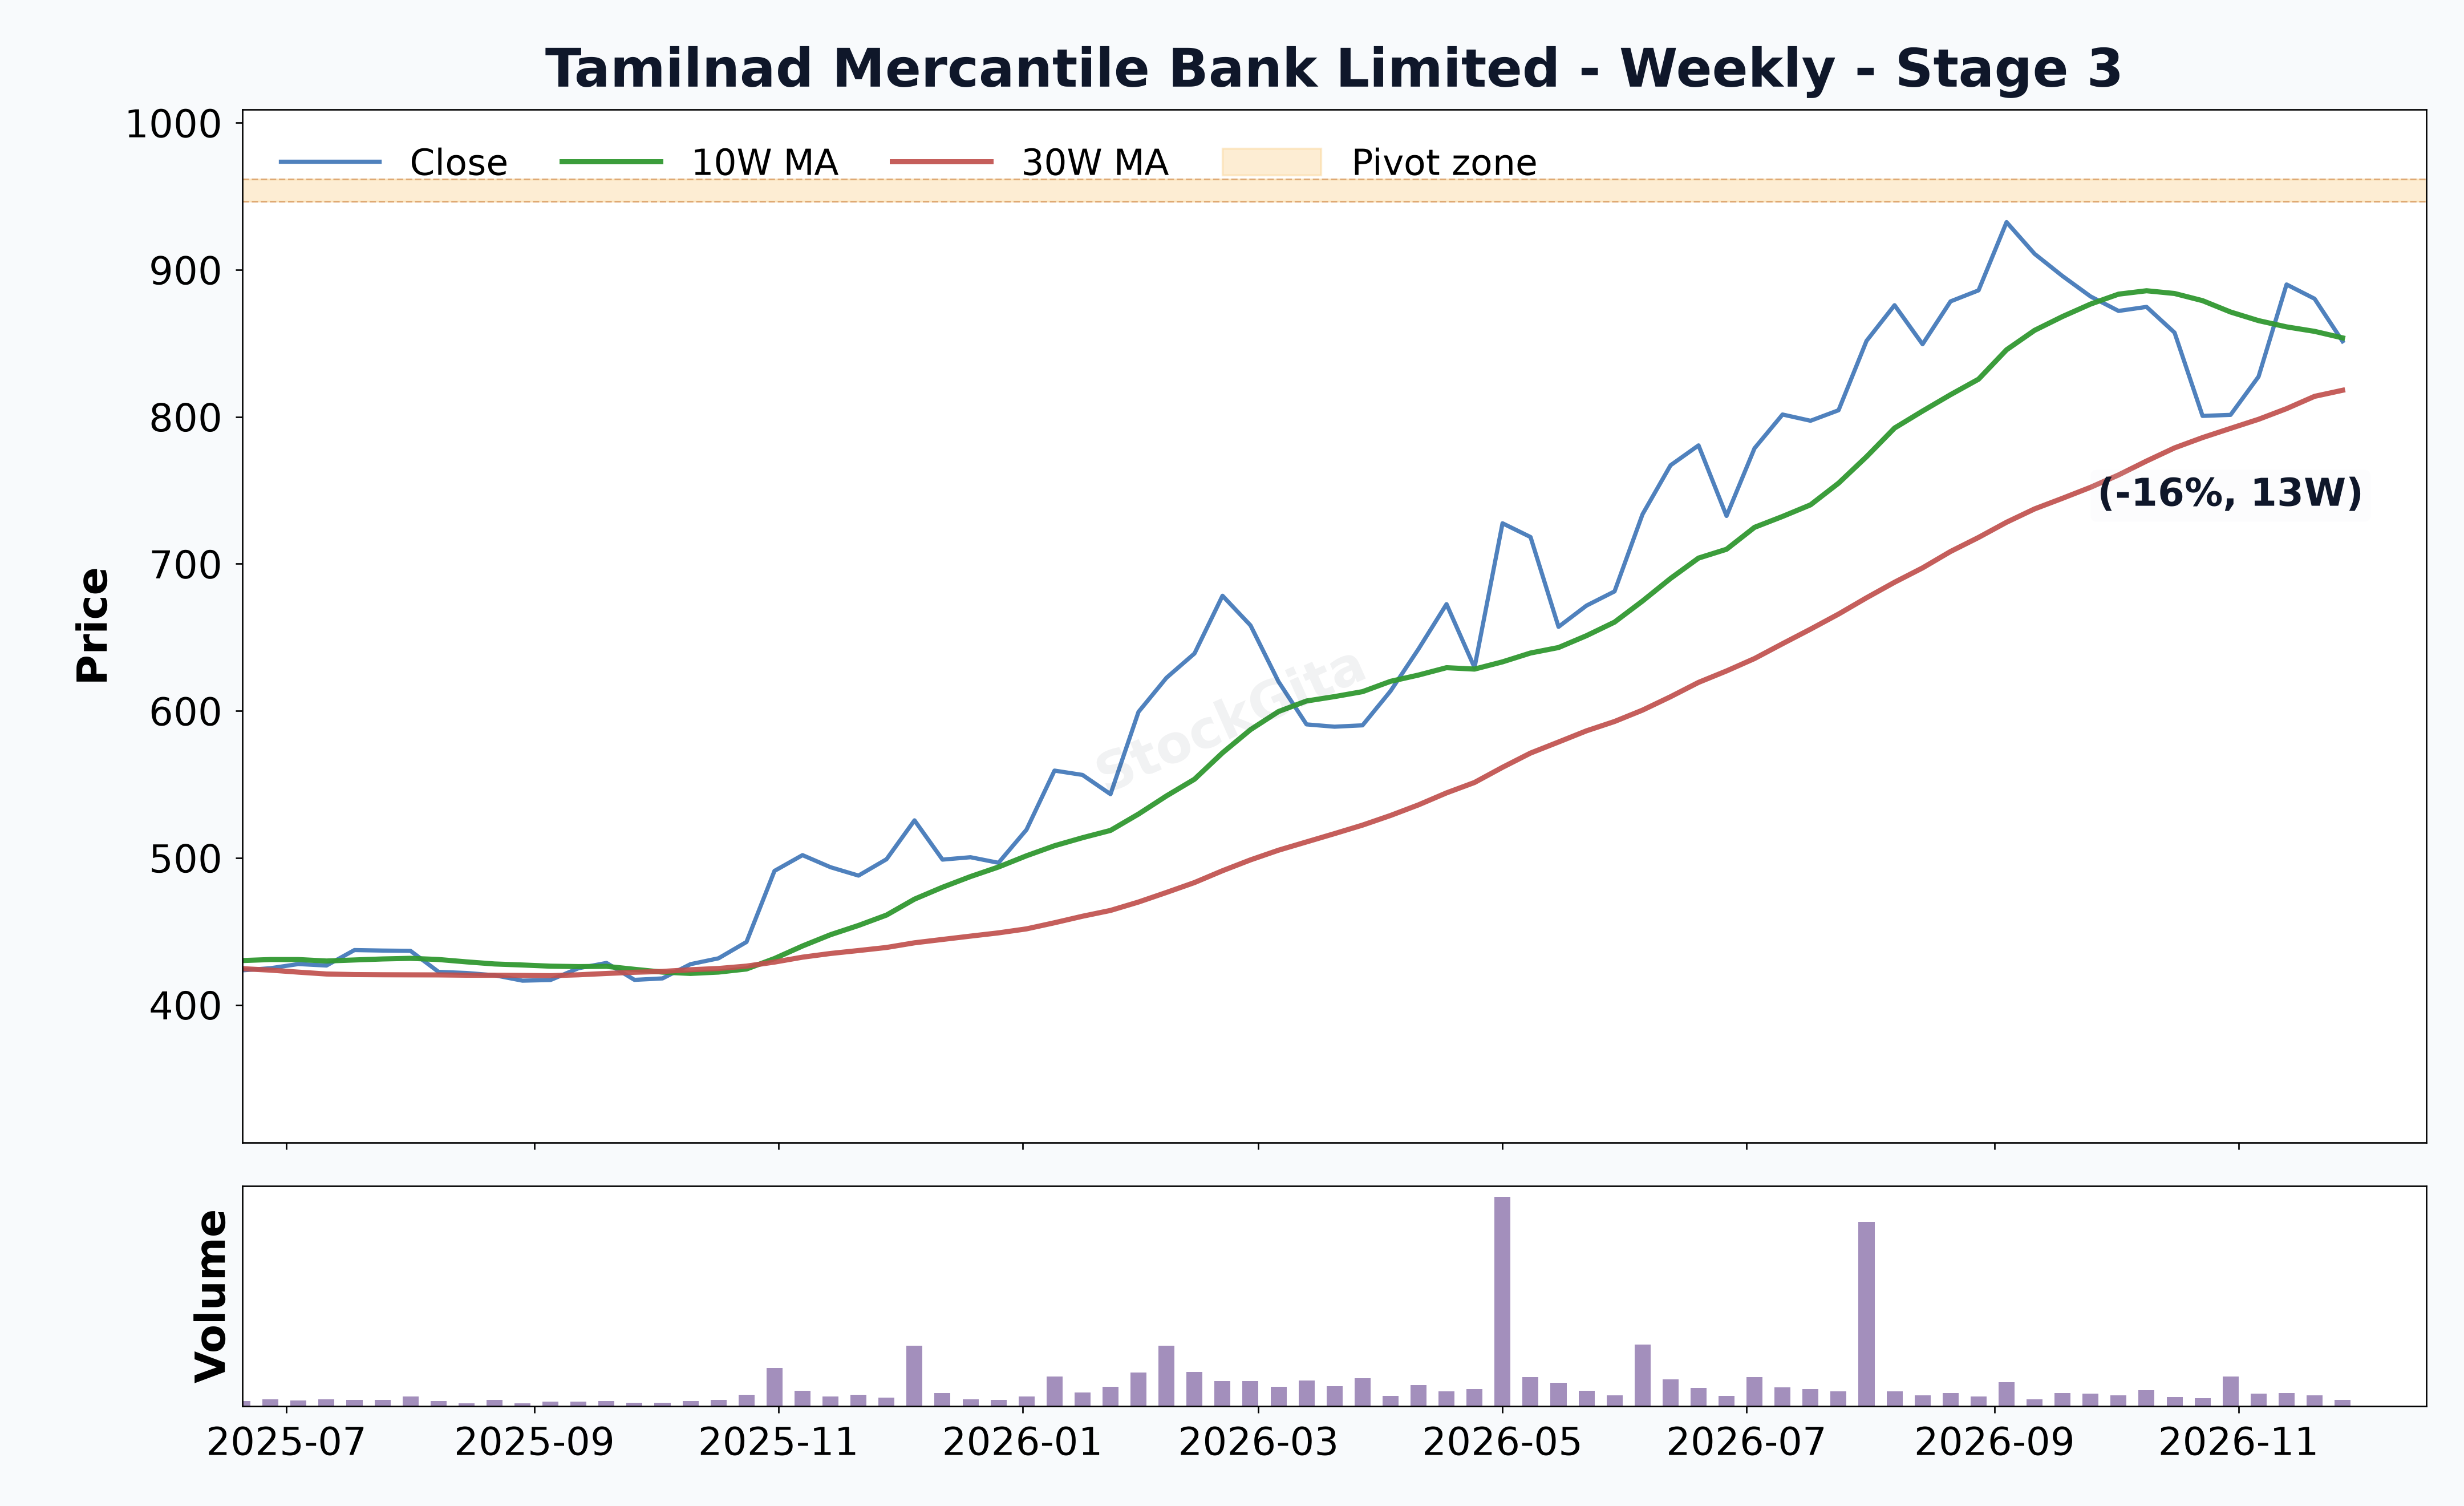 Tamilnad Mercantile Bank Limited - Weekly - Stage 3
Close 10W MA 30W MA Pivot zone
1000
900
800
700
600
500
400
Price
(-16%, 13W)
StockGita
Volume
2025-07 2025-09 2025-11 2026-01 2026-03 2026-05 2026-07 2026-09 2026-11